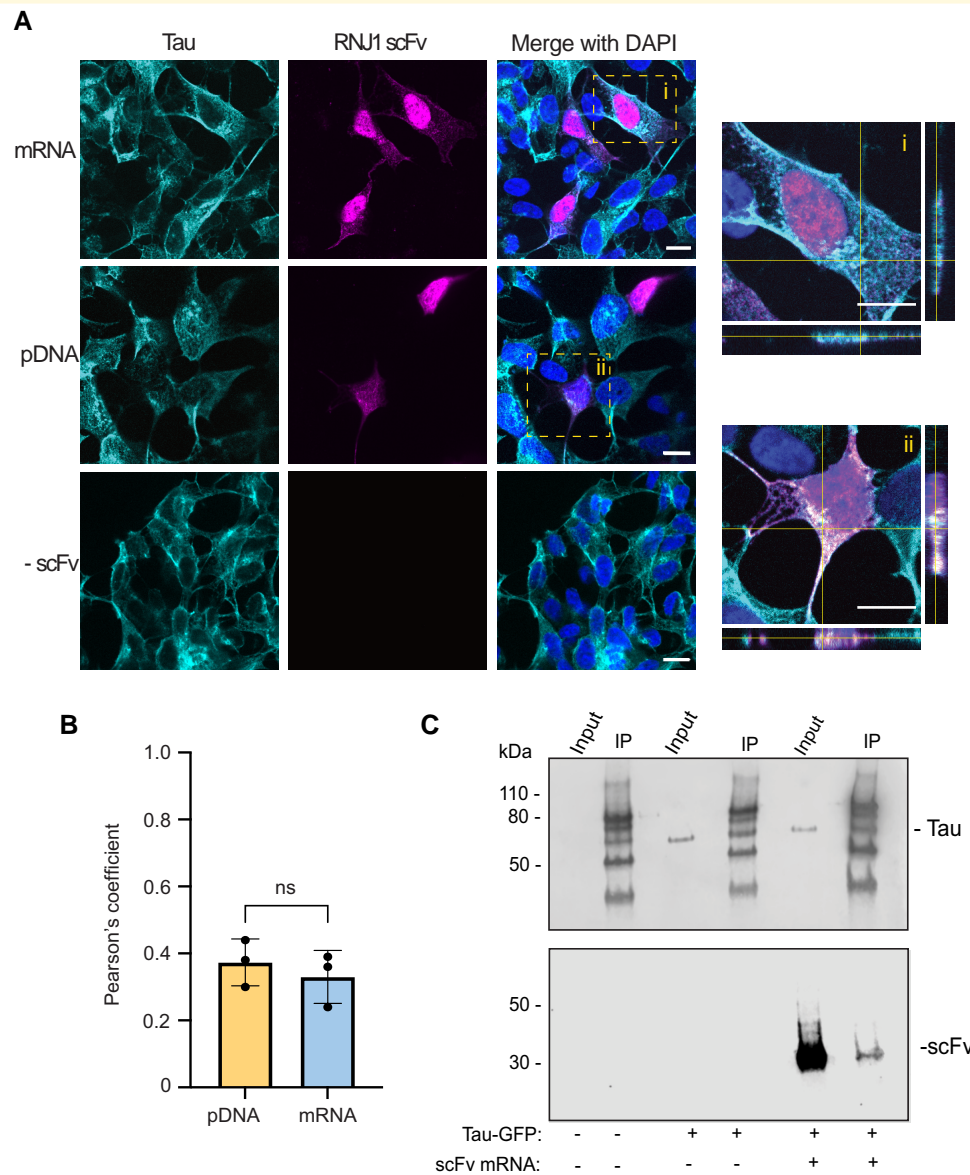 A
Tau RNJ1 scFv Merge with DAPI
mRNA
i
i
pDNA
ii
ii
- scFv
B
1.0
0.8
0.6
0.4
0.2
0
Pearson's coefficient
ns
pDNA mRNA
C
kDa Input IP Input IP Input IP
110 -
80 -
50 -
- Tau
50 -
30 -
-scFv
Tau-GFP: - - + + + +
scFv mRNA: - - - - + +